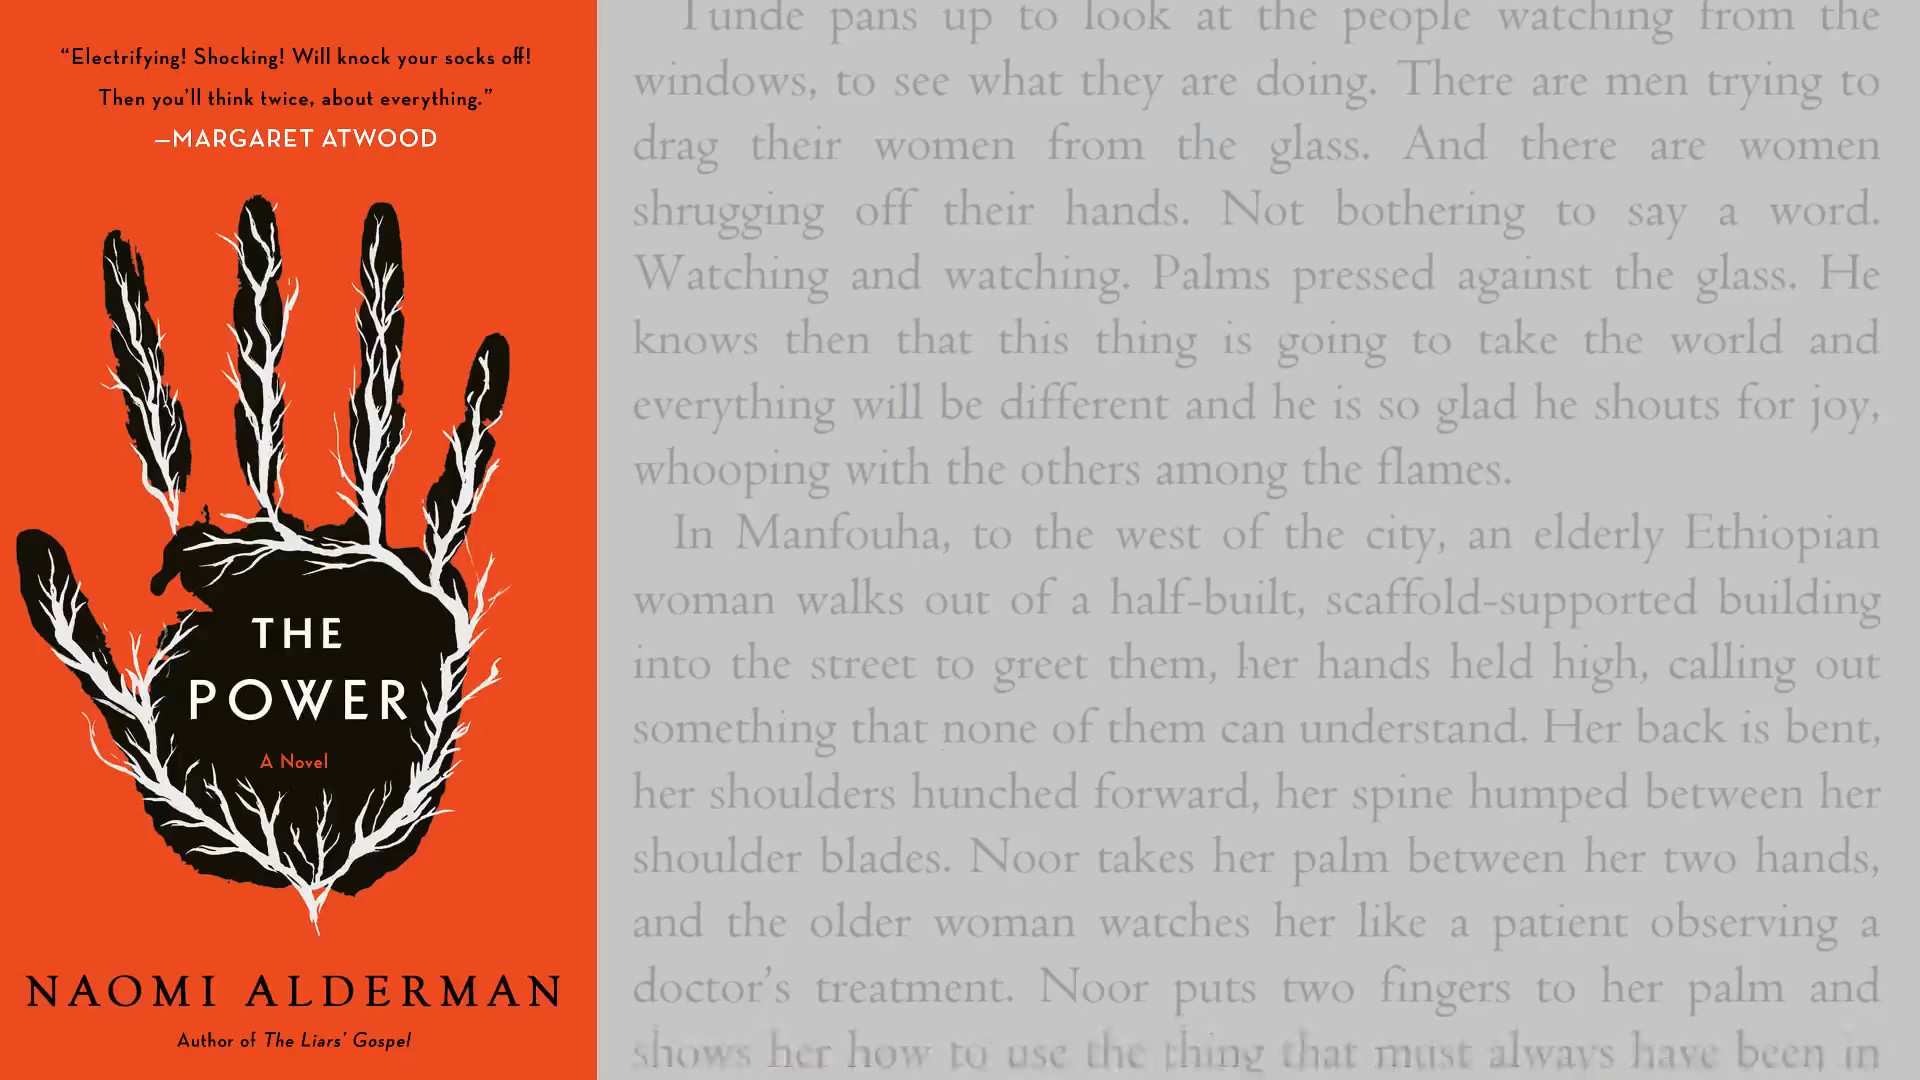 “Electrifying! Shocking! Will knock your socks off!
Then you’ll think twice, about everything.”
—MARGARET ATWOOD
THE
POWER
A Novel
NAOMI ALDERMAN
Author of The Liars’ Gospel
Tunde pans up to look at the people watching from the
windows, to see what they are doing. There are men trying to
drag their women from the glass. And there are women
shrugging off their hands. Not bothering to say a word.
Watching and watching. Palms pressed against the glass. He
knows then that this thing is going to take the world and
everything will be different and he is so glad he shouts for joy,
whooping with the others among the flames.
In Manfouha, to the west of the city, an elderly Ethiopian
woman walks out of a half-built, scaffold-supported building
into the street to greet them, her hands held high, calling out
something that none of them can understand. Her back is bent,
her shoulders hunched forward, her spine humped between her
shoulder blades. Noor takes her palm between her two hands,
and the older woman watches her like a patient observing a
doctor’s treatment. Noor puts two fingers to her palm and
shows her how to use the thing that must always have been in